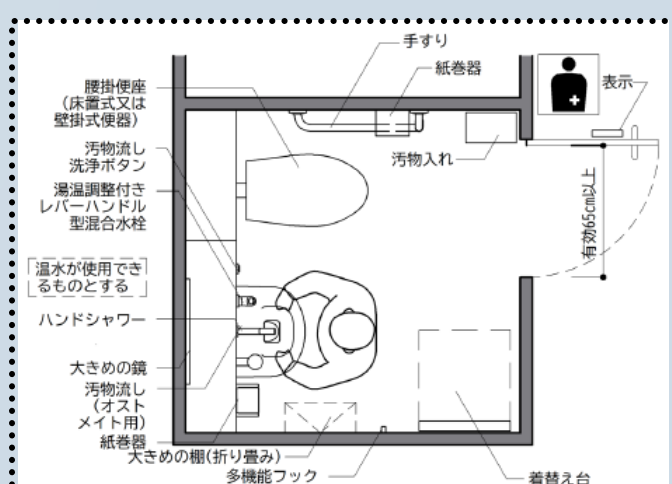 手すり
紙巻器
表示
腰掛便座
（床置式又は
壁掛式便器）
汚物入れ
汚物流し
洗浄ボタン
湯温調整付き
レバーハンドル
型混合水栓
有効65cm以上
温水が使用でき
るものとする
ハンドシャワー
大きめの鏡
汚物流し
（オスト
メイト用）
紙巻器
大きめの棚(折り畳み)
多機能フック
着替え台